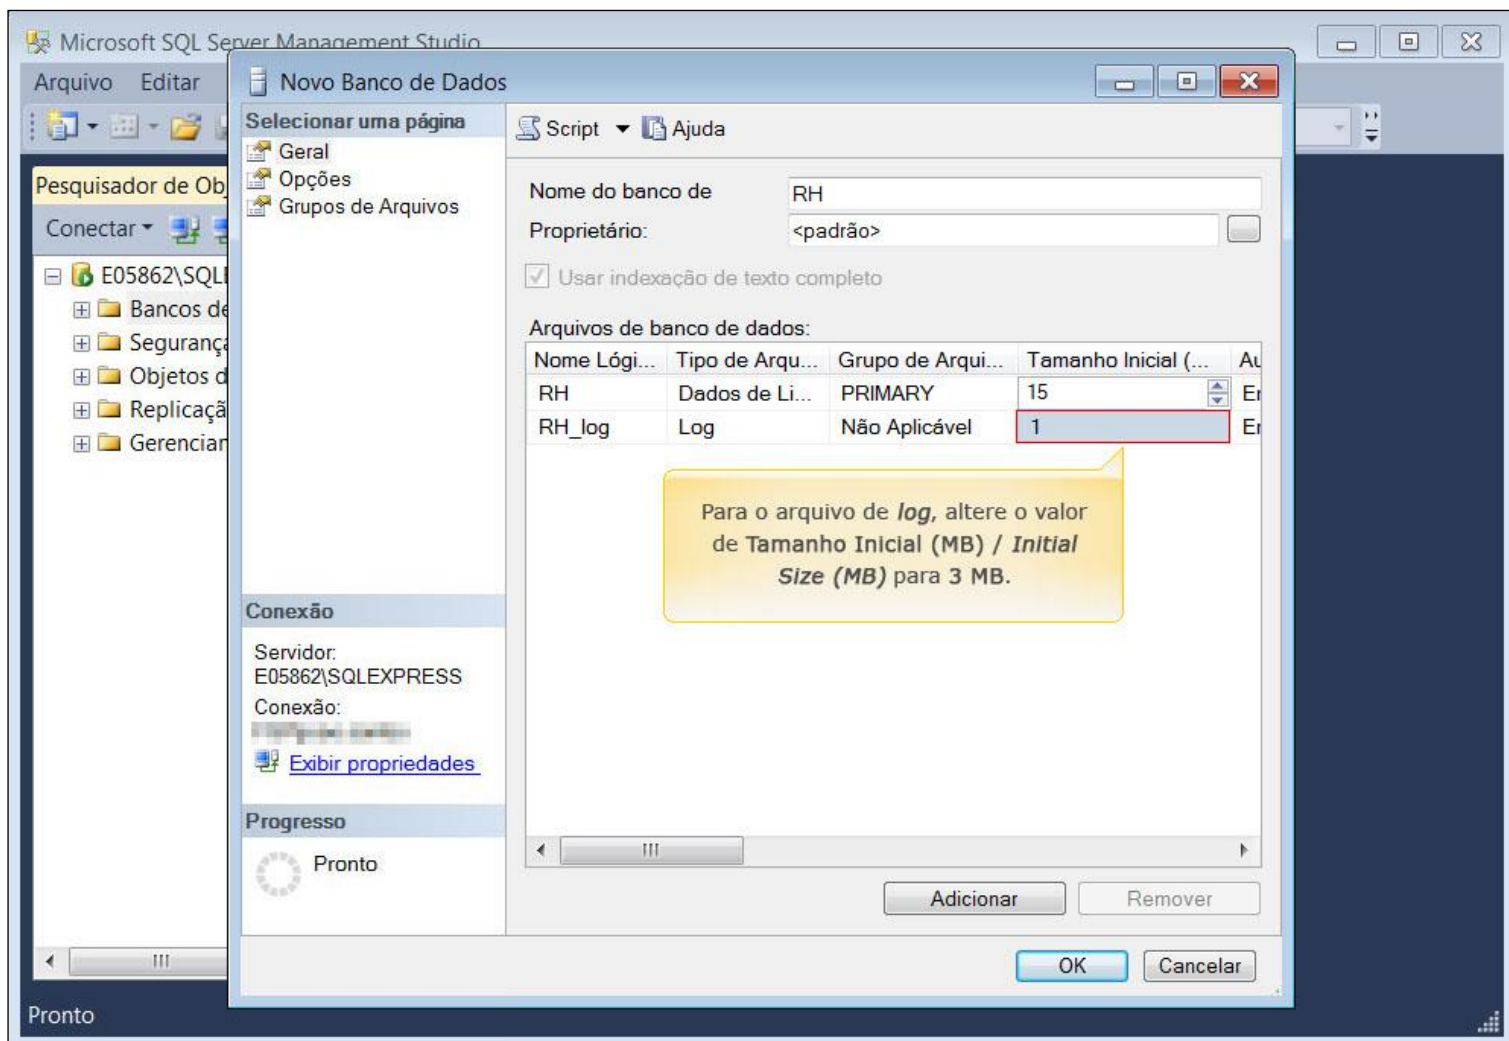 Microsoft SQL Server Management Studio
Arquivo Editar
Novo Banco de Dados
Selecionar uma página
Geral
Opções
Grupos de Arquivos
Script Ajuda
Pesquisador de Ob
Conectar
E05862\SQLE
Bancos de
Segurança
Objetos d
Replicaçã
Gerencian
Nome do banco de RH
Proprietário: <padrão>
Usar indexação de texto completo
Arquivos de banco de dados:
Nome Lógi... Tipo de Arqu... Grupo de Arqui... Tamanho Inicial (... Au
RH Dados de Li... PRIMARY 15 En
RH_log Log Não Aplicável 1 En
Para o arquivo de log, altere o valor
de Tamanho Inicial (MB) / Initial
Size (MB) para 3 MB.
Conexão
Servidor:
E05862\SQLEXPRESS
Conexão:
Exibir propriedades
Progresso
Pronto
Adicionar Remover
OK Cancelar
Pronto